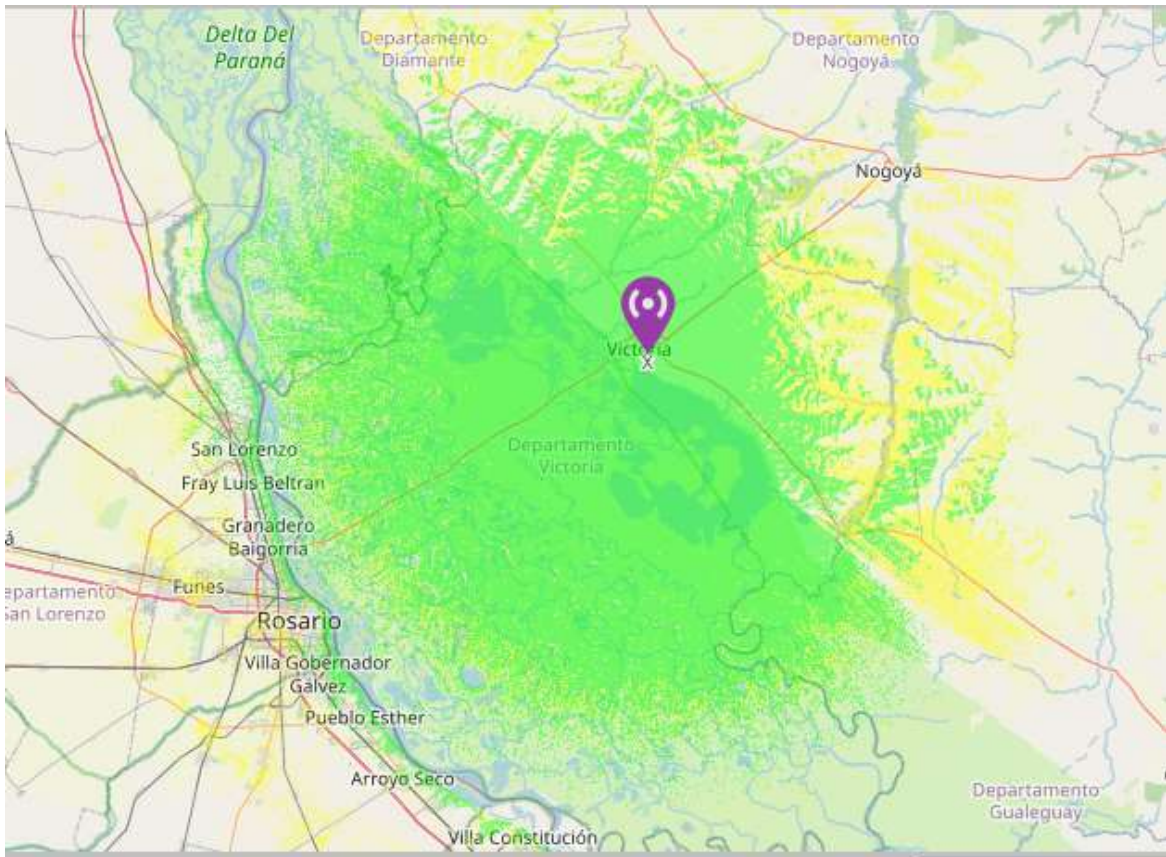 Delta Del
Paraná
Departamento
Diamante
Departamento
Nogoyá
Nogoyá
Victoria
X
Departamento
Victoria
San Lorenzo
Fray Luis Beltran
Granadero
Baigorria
Funes
epartamento
San Lorenzo
Rosario
Villa Gobernador
Gálvez
Pueblo Esther
Arroyo Seco
Departamento
Gualeguay
Villa Constitución